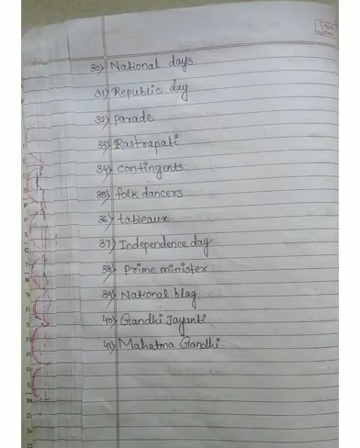 30) National days
31) Republic day
32) parade
33) Rastrapati
34) contingents
35) folk dancers
36) tableaux
37) Independence day
38) Prime minister
39) National blag
40) Gandhi Jayanti
41) Mahatma Gandhi